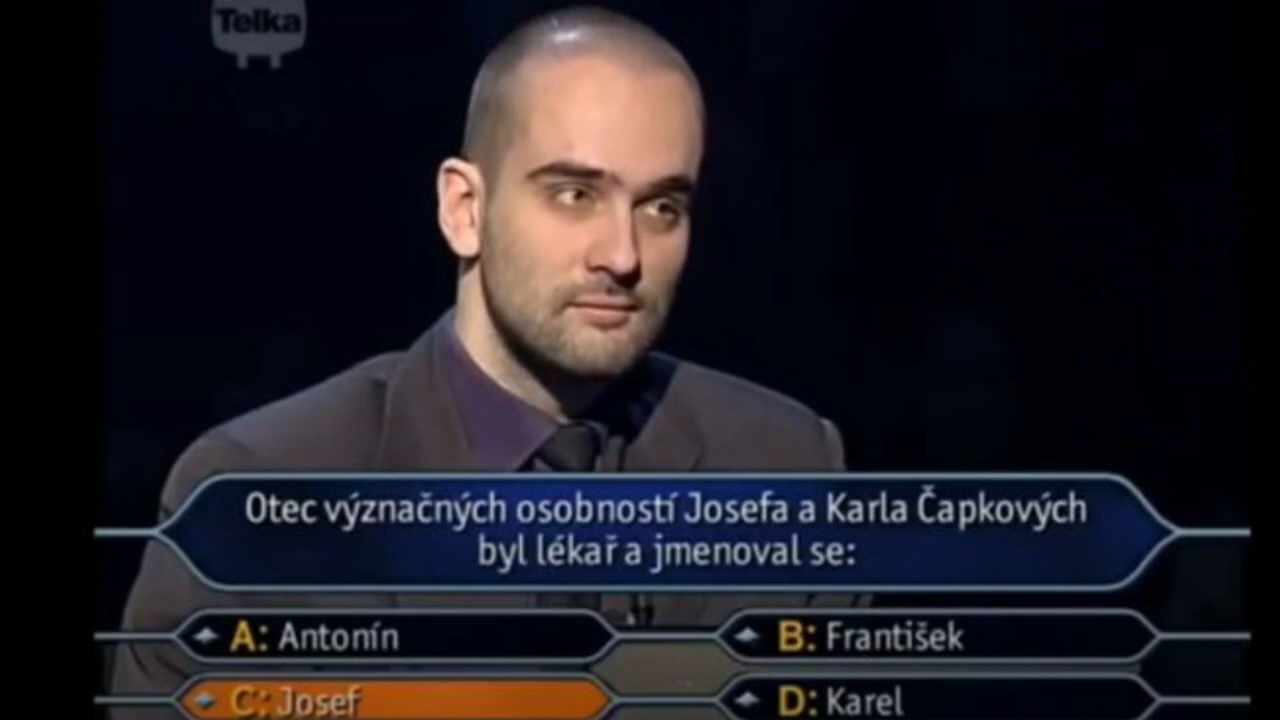 Telka
Otec význačných osobností Josefa a Karla Čapkových
byl lékař a jmenoval se:
A: Antonín
B: František
C: Josef
D: Karel